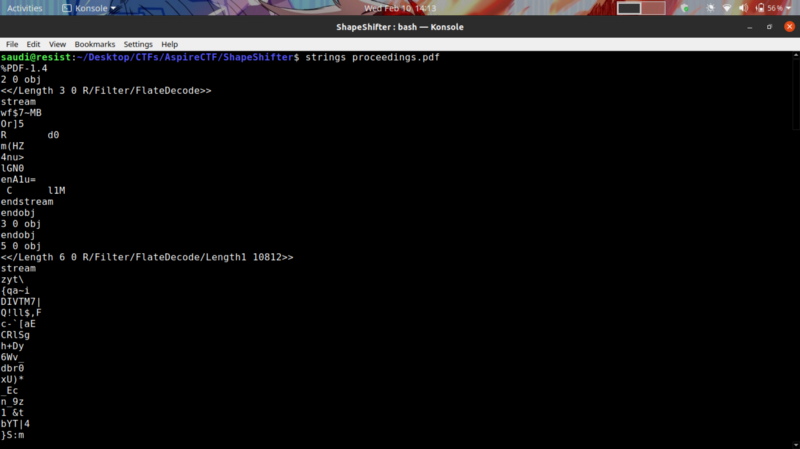 Activities Konsole Wed Feb 10, 14:13 56%
ShapeShifter : bash — Konsole
File Edit View Bookmarks Settings Help
saudi@resist:~/Desktop/CTFs/AspireCTF/ShapeShifter$ strings proceedings.pdf
%PDF-1.4
2 0 obj
<</Length 3 0 R/Filter/FlateDecode>>
stream
wf$7~MB
Or]5
R d0
m(HZ
4nu>
lGN0
enA1u=
C l1M
endstream
endobj
3 0 obj
endobj
5 0 obj
<</Length 6 0 R/Filter/FlateDecode/Length1 10812>>
stream
zyt\
{qa~i
DIVTM7|
Q!ll$,F
c-`[aE
CRlSg
h+Dy
6Wv_
dbr0
xU)*
_Ec
n_9z
1 &t
bYT|4
}S:m